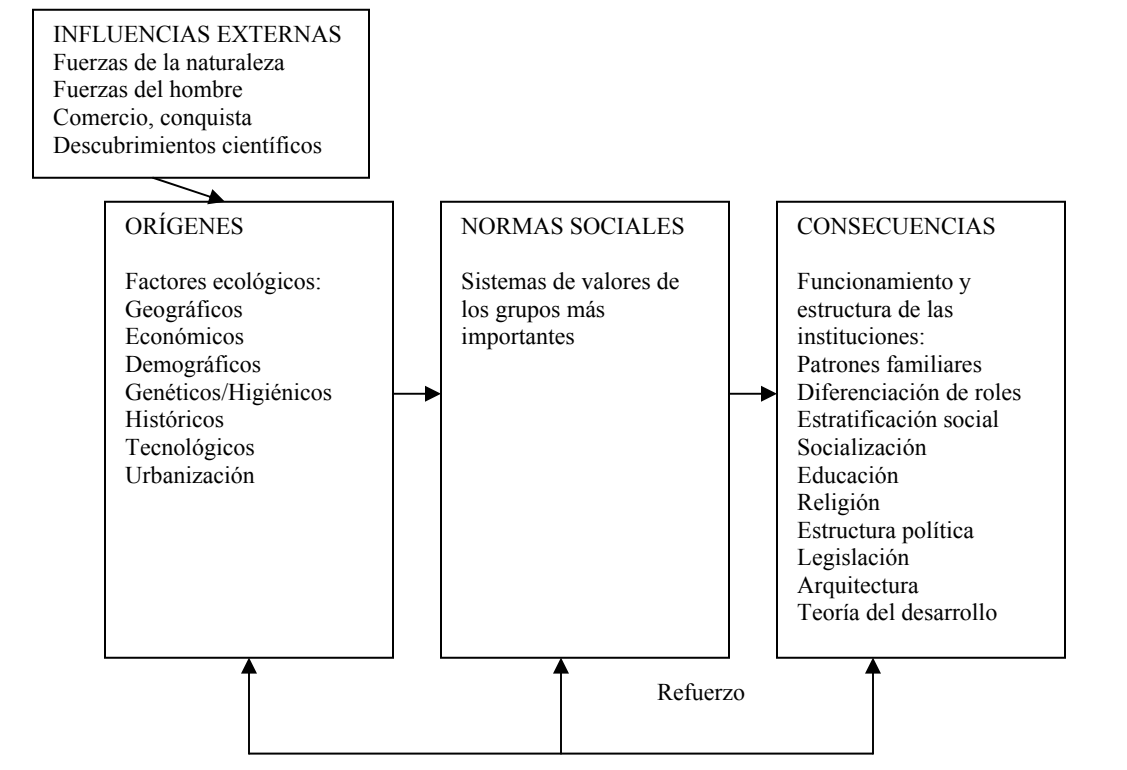 INFLUENCIAS EXTERNAS
Fuerzas de la naturaleza
Fuerzas del hombre
Comercio, conquista
Descubrimientos científicos
ORÍGENES
Factores ecológicos:
Geográficos
Económicos
Demográficos
Genéticos/Higiénicos
Históricos
Tecnológicos
Urbanización
NORMAS SOCIALES
Sistemas de valores de
los grupos más
importantes
CONSECUENCIAS
Funcionamiento y
estructura de las
instituciones:
Patrones familiares
Diferenciación de roles
Estratificación social
Socialización
Educación
Religión
Estructura política
Legislación
Arquitectura
Teoría del desarrollo
Refuerzo